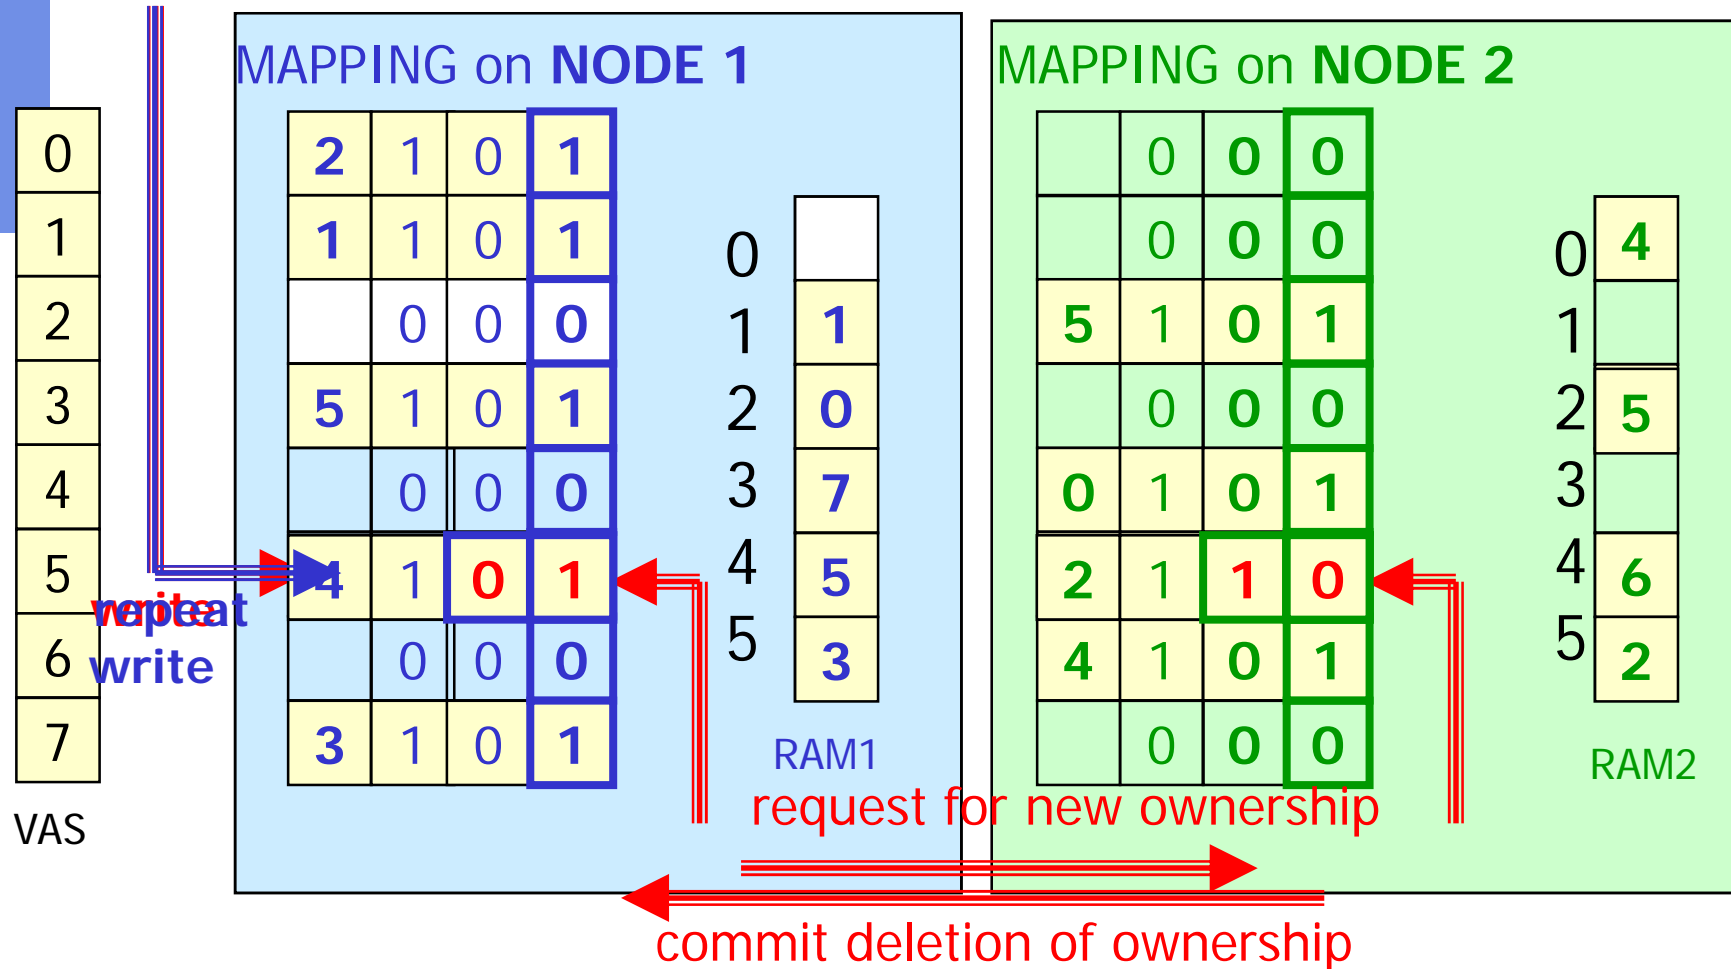 MAPPING on NODE 1
MAPPING on NODE 2
0
1
2
3
4
5
6
7
VAS
2 1 0 1
1 1 0 1
0 0 0
5 1 0 1
0 0 0
4 1 0 1
0 0 0
3 1 0 1
write
repeat
write
0
1 1
2 0
3 7
4 5
5 3
RAM1
0 0 0
0 0 0
5 1 0 1
0 0 0
0 1 0 1
2 1 1 0
4 1 0 1
0 0 0
0 4
1
2 5
3
4 6
5 2
RAM2
request for new ownership
commit deletion of ownership